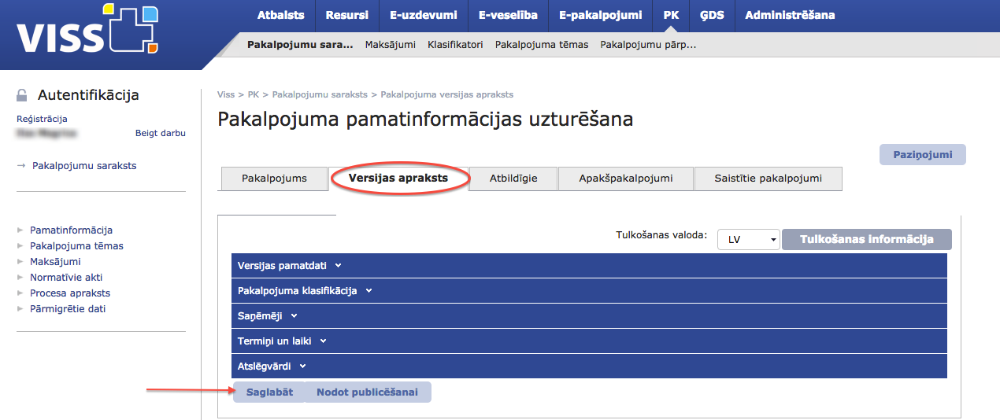 VISS
Atbalsts Resursi E-uzdevumi E-veselība E-pakalpojumi PK ĢDS Administrēšana
Pakalpojumu sara... Maksājumi Klasifikatori Pakalpojuma tēmas Pakalpojumu pārp...
Autentifikācija
Reģistrācija
Beigt darbu
→ Pakalpojumu saraksts
Pamatinformācija
Pakalpojuma tēmas
Maksājumi
Normatīvie akti
Procesa apraksts
Pārmigrētie dati
Viss > PK > Pakalpojumu saraksts > Pakalpojuma versijas apraksts
Pakalpojuma pamatinformācijas uzturēšana
Paziņojumi
Pakalpojums Versijas apraksts Atbildīgie Apakšpakalpojumi Saistītie pakalpojumi
Tulkošanas valoda: LV Tulkošanas informācija
Versijas pamatdati
Pakalpojuma klasifikācija
Saņēmēji
Termiņi un laiki
Atslēgvārdi
Saglabāt Nodot publicēšanai